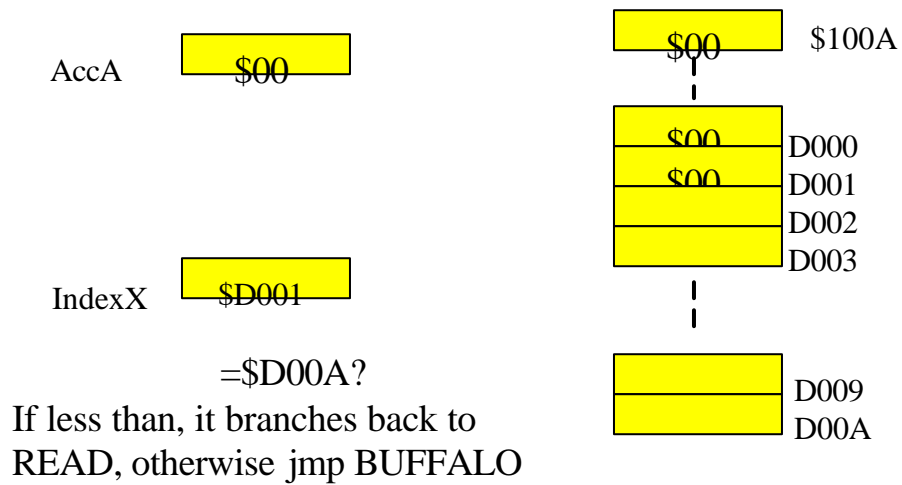 $00
$100A
AccA
$00
$00
D000
$00
D001
D002
D003
IndexX
$D001
=$D00A?
D009
If less than, it branches back to
D00A
READ, otherwise jmp BUFFALO